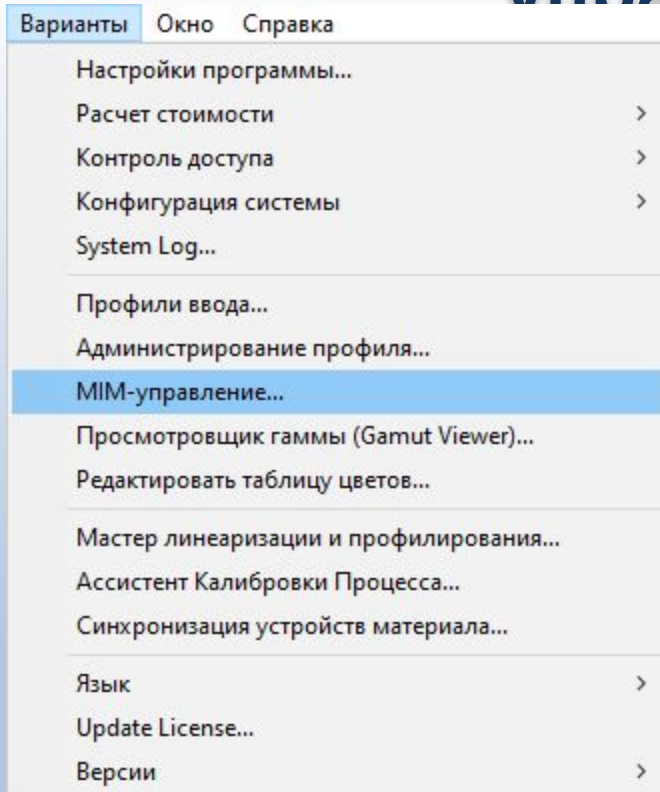 Варианты Окно Справка
Настройки программы...
Расчет стоимости
Контроль доступа
Конфигурация системы
System Log...
Профили ввода...
Администрирование профиля...
MIM-управление...
Просмотровщик гаммы (Gamut Viewer)...
Редактировать таблицу цветов...
Мастер линеаризации и профилирования...
Ассистент Калибровки Процесса...
Синхронизация устройств материала...
Язык
Update License...
Версии